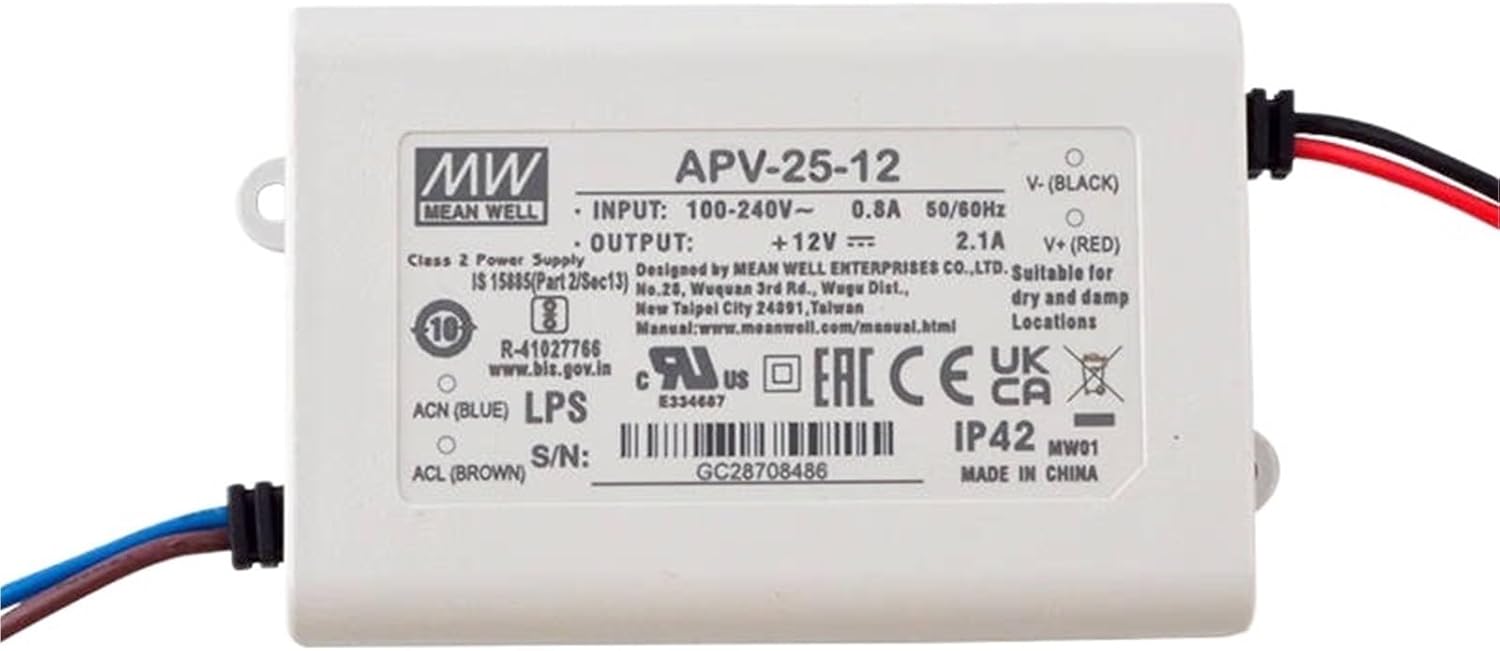 MW
MEAN WELL
APV-25-12
· INPUT: 100-240V~ 0.8A 50/60Hz
· OUTPUT: +12V ⎓ 2.1A
V- (BLACK)
V+ (RED)
Class 2 Power Supply
IS 15885(Part 2/Sec13)
R-41027766
www.bis.gov.in
10
Designed by MEAN WELL ENTERPRISES CO.,LTD.
No.28, Wuquan 3rd Rd., Wugu Dist.,
New Taipei City 24891,Taiwan
Manual:www.meanwell.com/manual.html
Suitable for
dry and damp
Locations
ACN (BLUE)
ACL (BROWN)
LPS
C RU US
E334687
EAC
CE
UK
CA
S/N:
GC28708486
IP42
MW01
MADE IN CHINA